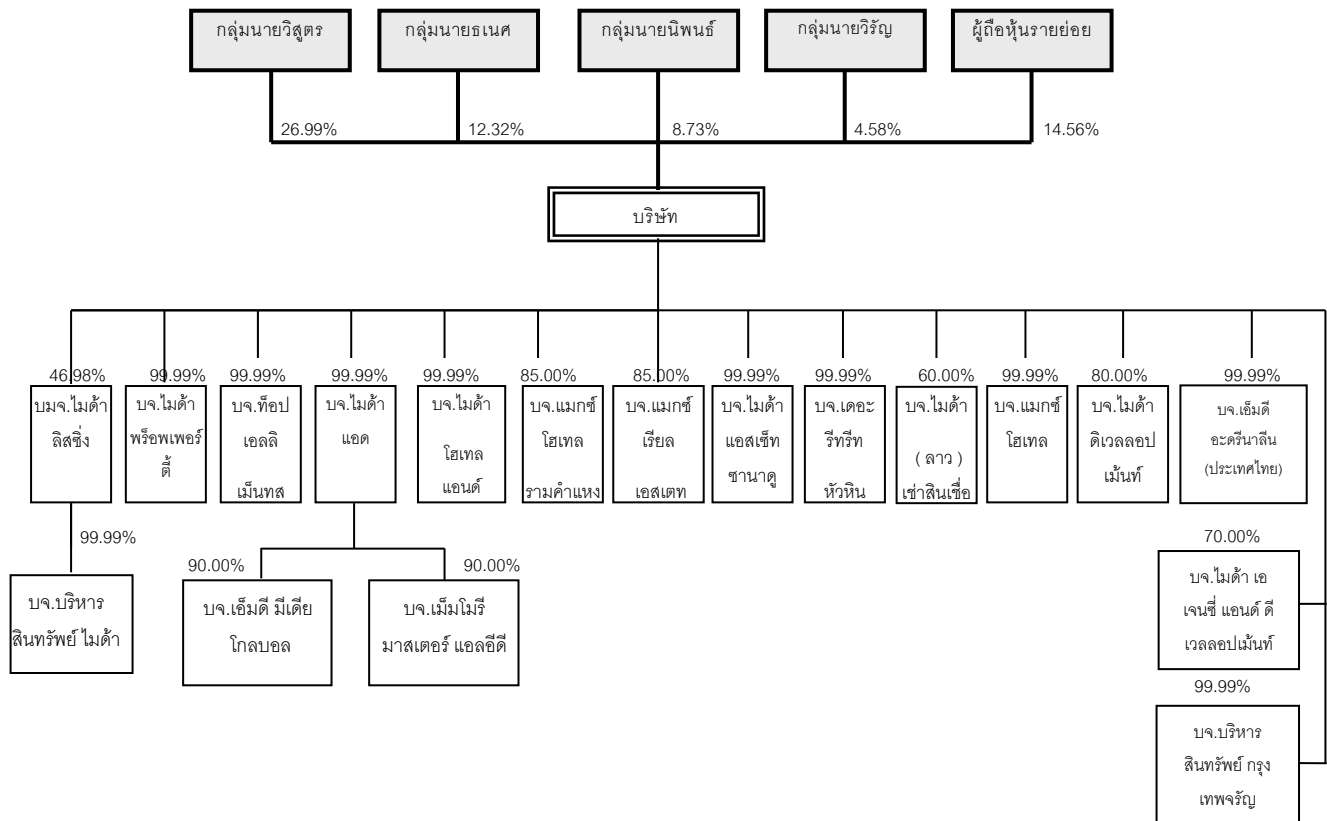 กลุ่มนายวิสูตร
กลุ่มนายธเนศ
กลุ่มนายนิพนธ์
กลุ่มนายวิรัญ
ผู้ถือหุ้นรายย่อย
26.99%
12.32%
8.73%
4.58%
14.56%
บริษัท
46.98%
99.99%
99.99%
99.99%
99.99%
85.00%
85.00%
99.99%
99.99%
60.00%
99.99%
80.00%
99.99%
บมจ.ไมด้า
ลิสซิ่ง
บจ.ไมด้า
พร็อพเพอร์
ตี้
บจ.ท็อป
เอลลิ
เม็นทส
บจ.ไมด้า
แอด
บจ.ไมด้า
โฮเทล
แอนด์
บจ.แมกซ์
โฮเทล
รามคำแหง
บจ.แมกซ์
เรียล
เอสเตท
บจ.ไมด้า
แอสเซ็ท
ซานาดู
บจ.เดอะ
รีทรีท
หัวหิน
บจ.ไมด้า
( ลาว )
เช่าสินเชื่อ
บจ.แมกซ์
โฮเทล
บจ.ไมด้า
ดิเวลลอป
เม้นท์
บจ.เอ็มดี
อะดรีนาลีน
(ประเทศไทย)
99.99%
90.00%
90.00%
70.00%
บจ.บริหาร
สินทรัพย์ ไมด้า
บจ.เอ็มดี มีเดีย
โกลบอล
บจ.เม็มโมรี
มาสเตอร์ แอลอีดี
บจ.ไมด้า เอ
เจนซี่ แอนด์ ดี
เวลลอปเม้นท์
99.99%
บจ.บริหาร
สินทรัพย์ กรุง
เทพจรัญ